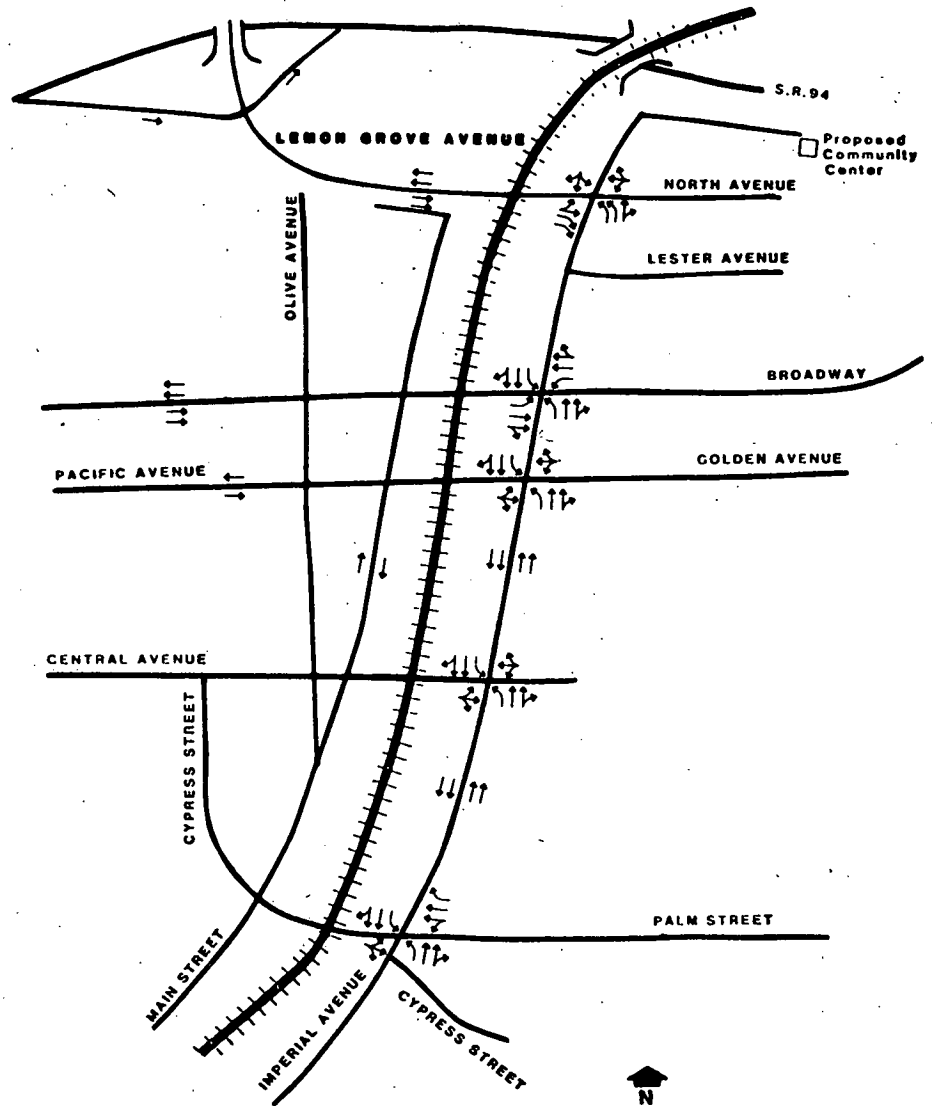 S.R.94
LEMON GROVE AVENUE
Proposed
Community
Center
NORTH AVENUE
OLIVE AVENUE
LESTER AVENUE
BROADWAY
PACIFIC AVENUE
GOLDEN AVENUE
CENTRAL AVENUE
CYPRESS STREET
PALM STREET
MAIN STREET
IMPERIAL AVENUE
CYPRESS STREET
N